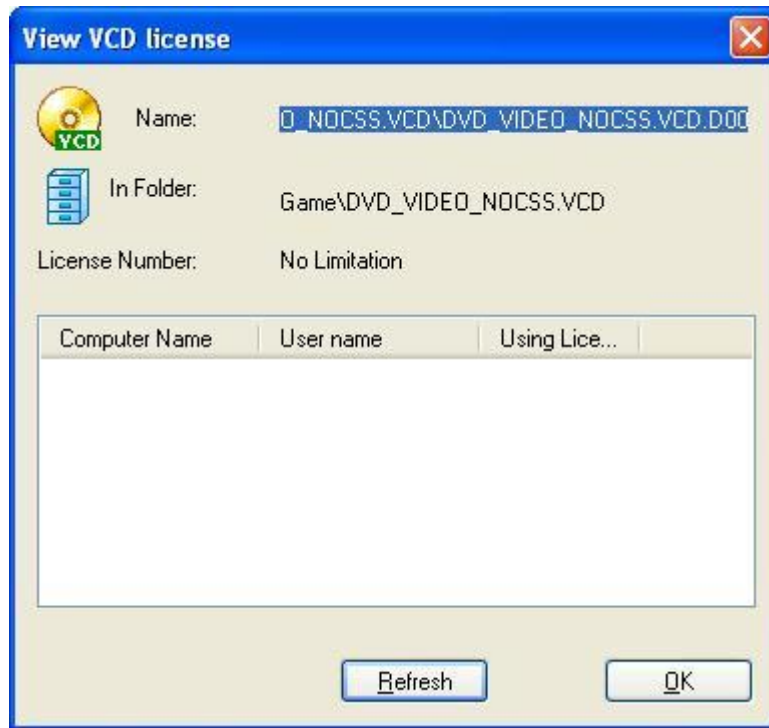 View VCD license
VCD
Name: O_NOCSS.VCD\DVD_VIDEO_NOCSS.VCD.D00
In Folder: Game\DVD_VIDEO_NOCSS.VCD
License Number: No Limitation
Computer Name User name Using Lice...
Refresh OK